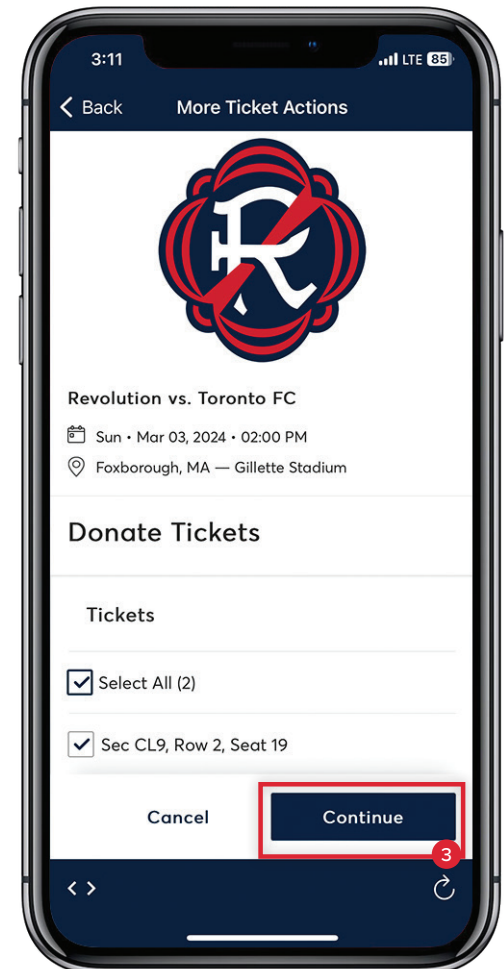 3:11 LTE 85
Back More Ticket Actions
R
Revolution vs. Toronto FC
Sun • Mar 03, 2024 • 02:00 PM
Foxborough, MA — Gillette Stadium
Donate Tickets
Tickets
Select All (2)
Sec CL9, Row 2, Seat 19
Cancel Continue
3